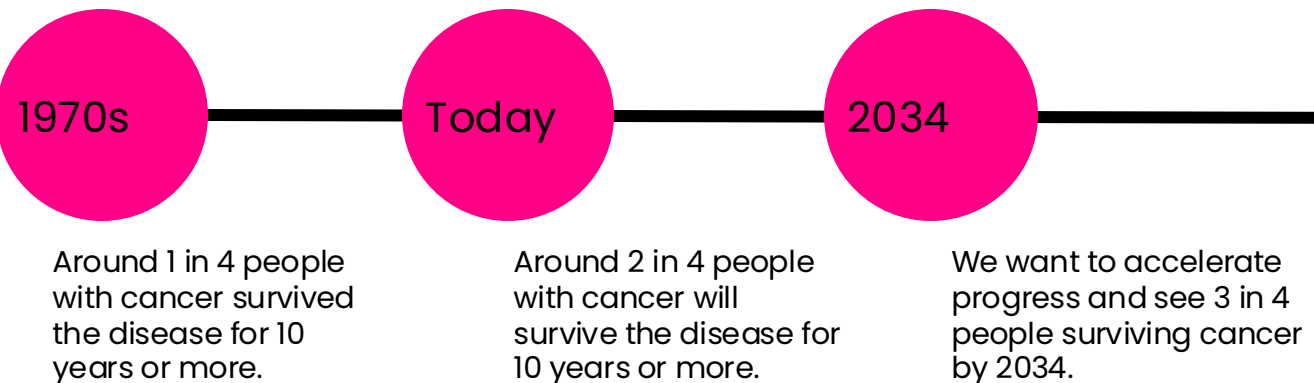 1970s
Today
2034
Around 1 in 4 people
with cancer survived
the disease for 10
years or more.
Around 2 in 4 people
with cancer will
survive the disease for
10 years or more.
We want to accelerate
progress and see 3 in 4
people surviving cancer
by 2034.